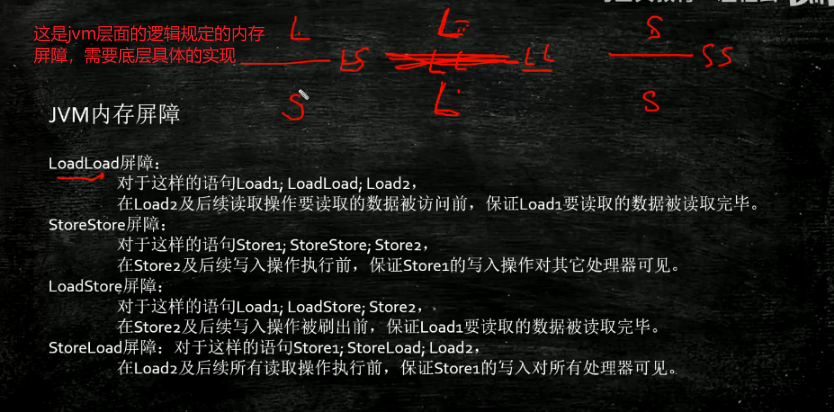 这是jvm层面的逻辑规定的内存
屏障，需要底层具体的实现
L
LS
S
L
LL
LL
L
S
SS
S
JVM内存屏障
LoadLoad屏障：
对于这样的语句Load1; LoadLoad; Load2，
在Load2及后续读取操作要读取的数据被访问前，保证Load1要读取的数据被读取完毕。
StoreStore屏障：
对于这样的语句Store1; StoreStore; Store2，
在Store2及后续写入操作执行前，保证Store1的写入操作对其它处理器可见。
LoadStore屏障：
对于这样的语句Load1; LoadStore; Store2，
在Store2及后续写入操作被刷出前，保证Load1要读取的数据被读取完毕。
StoreLoad屏障：对于这样的语句Store1; StoreLoad; Load2，
在Load2及后续所有读取操作执行前，保证Store1的写入对所有处理器可见。